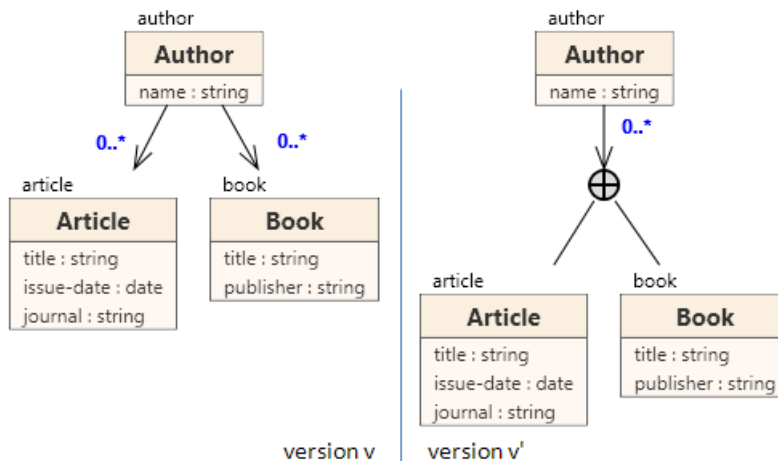 author
Author
name : string
0..*
0..*
article
Article
title : string
issue-date : date
journal : string
book
Book
title : string
publisher : string
version v
author
Author
name : string
0..*
article
Article
title : string
issue-date : date
journal : string
book
Book
title : string
publisher : string
version v'